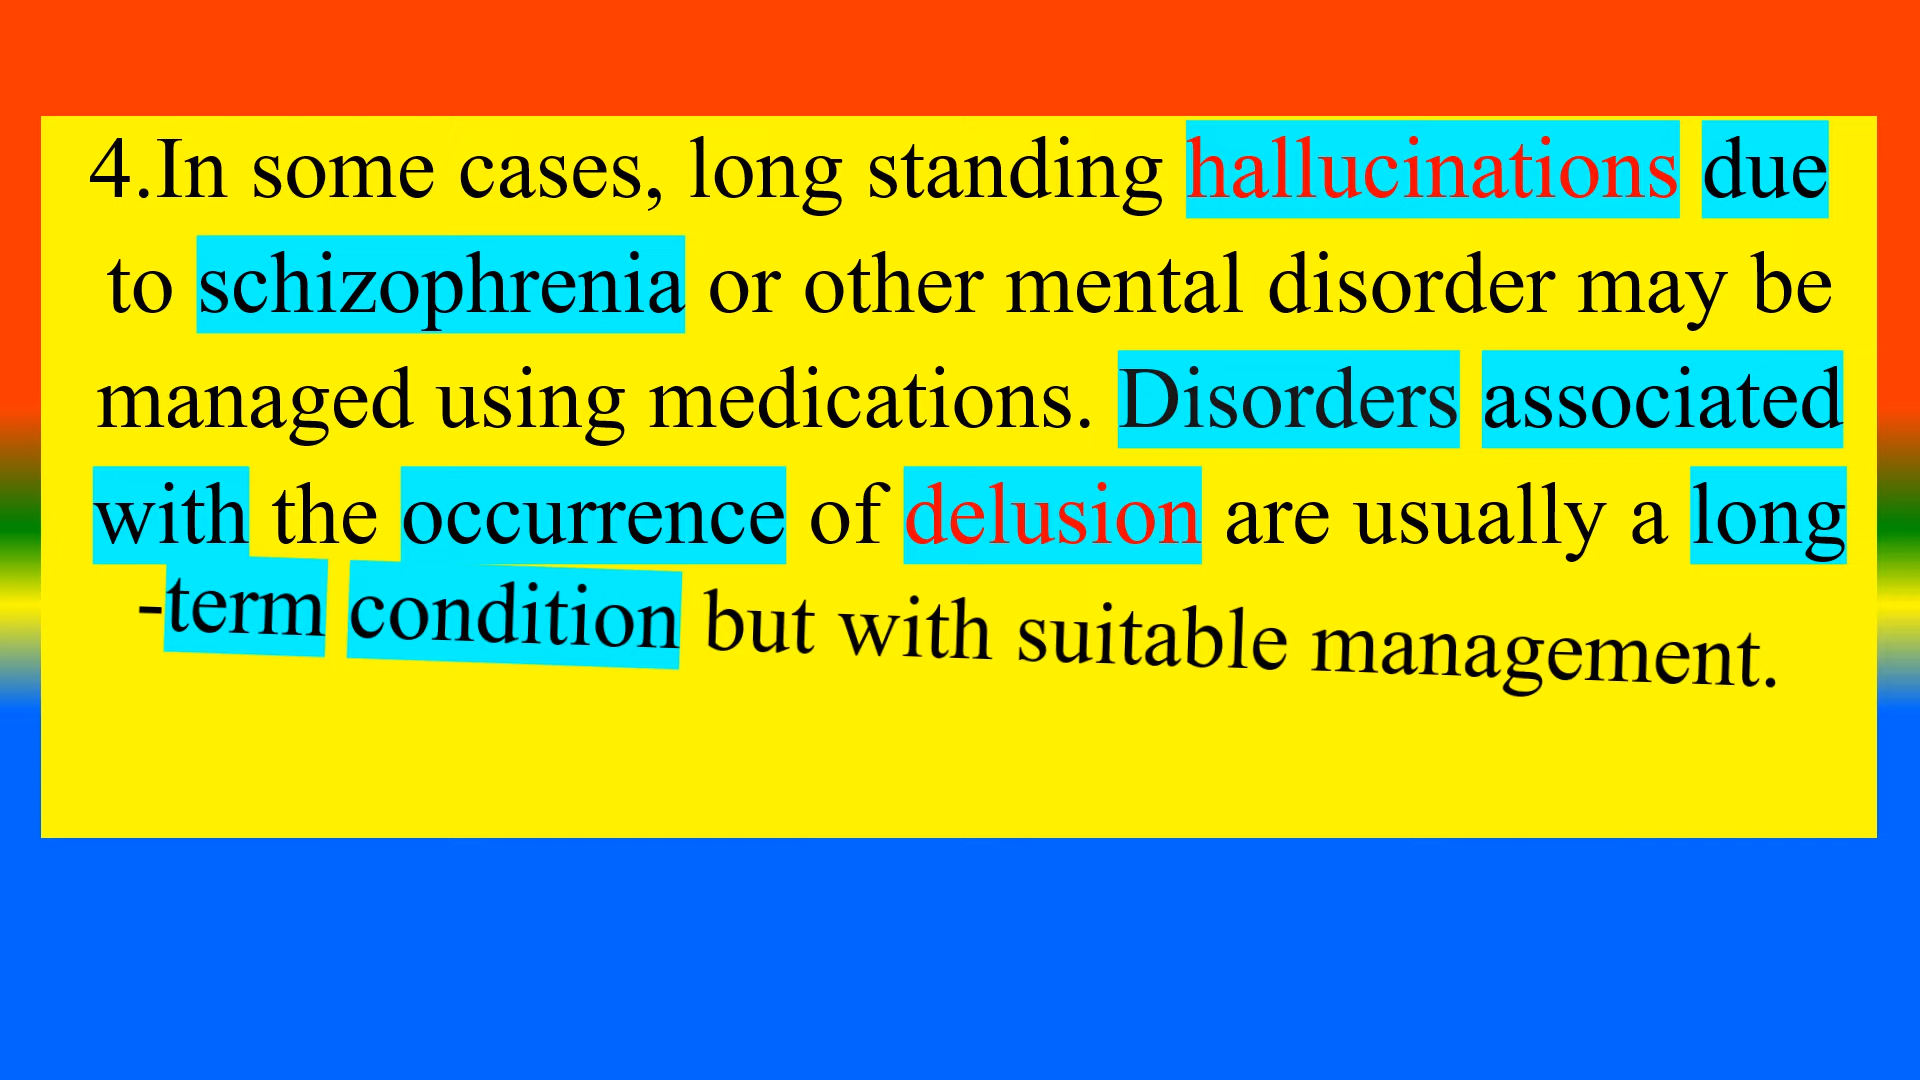 4.In some cases, long standing hallucinations due
to schizophrenia or other mental disorder may be
managed using medications. Disorders associated
with the occurrence of delusion are usually a long
-term condition but with suitable management.